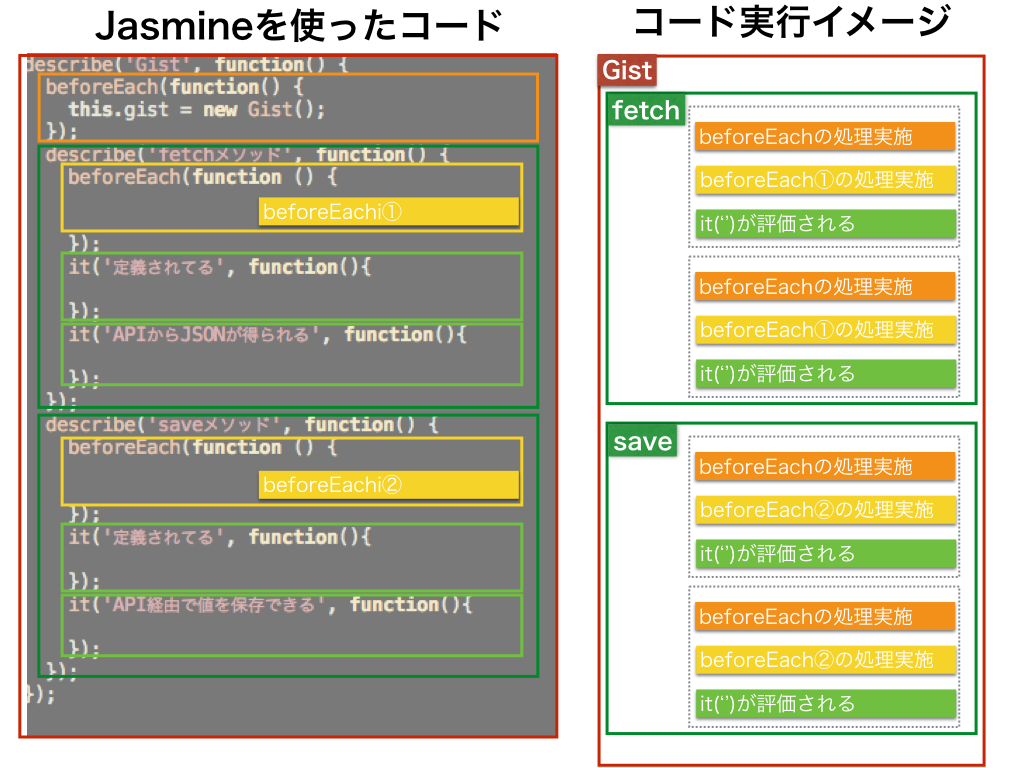 Jasmineを使ったコード
describe('Gist', function() {
beforeEach(function() {
this.gist = new Gist();
});
describe('fetchメソッド', function() {
beforeEach(function () {
beforeEachi①
});
it('定義されてる', function(){
});
it('APIからJSONが得られる', function(){
});
});
describe('saveメソッド', function() {
beforeEach(function () {
beforeEachi②
});
it('定義されてる', function(){
});
it('API経由で値を保存できる', function(){
});
});
});
コード実行イメージ
Gist
fetch
beforeEachの処理実施
beforeEach①の処理実施
it(‘’)が評価される
beforeEachの処理実施
beforeEach①の処理実施
it(‘’)が評価される
save
beforeEachの処理実施
beforeEach②の処理実施
it(‘’)が評価される
beforeEachの処理実施
beforeEach②の処理実施
it(‘’)が評価される